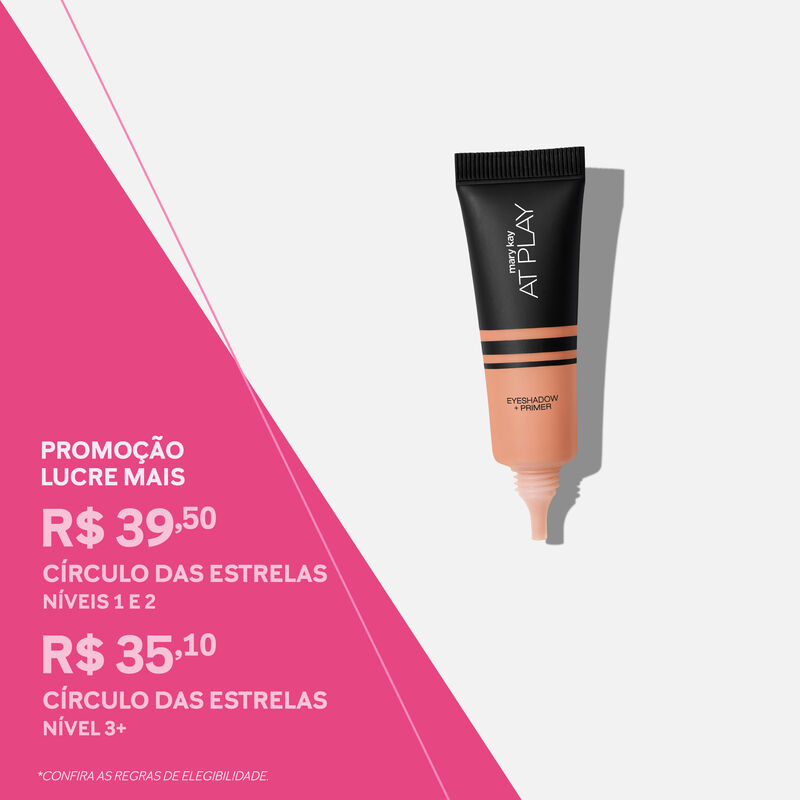 mary kay
AT PLAY
EYESHADOW
+ PRIMER
PROMOÇÃO
LUCRE MAIS
R$ 39,50
CÍRCULO DAS ESTRELAS
NÍVEIS 1 E 2
R$ 35,10
CÍRCULO DAS ESTRELAS
NÍVEL 3+
*CONFIRA AS REGRAS DE ELEGIBILIDADE.